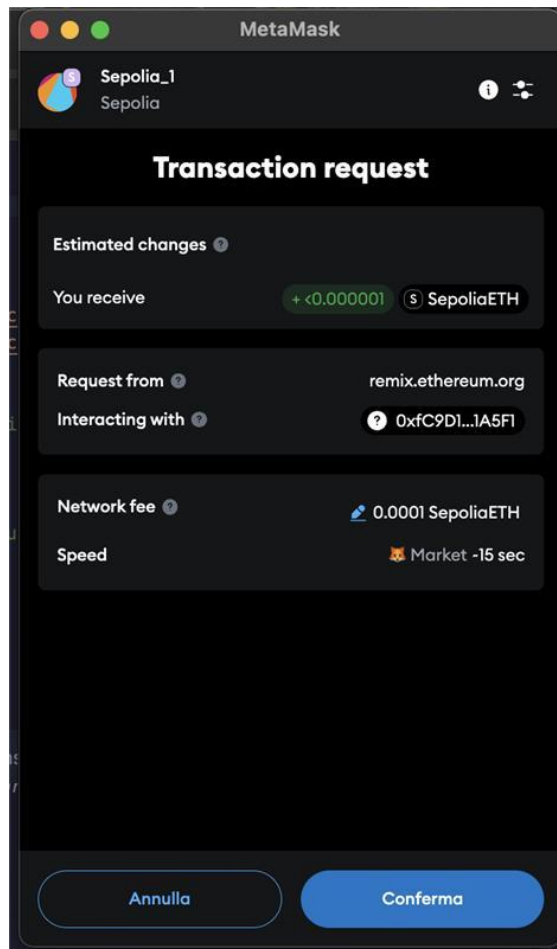 MetaMask
S
Sepolia_1
Sepolia
i
Transaction request
Estimated changes ?
You receive + <0.000001 S SepoliaETH
Request from ? remix.ethereum.org
Interacting with ? ? 0xfC9D1...1A5F1
Network fee ? 0.0001 SepoliaETH
Speed Market ~15 sec
Annulla Conferma